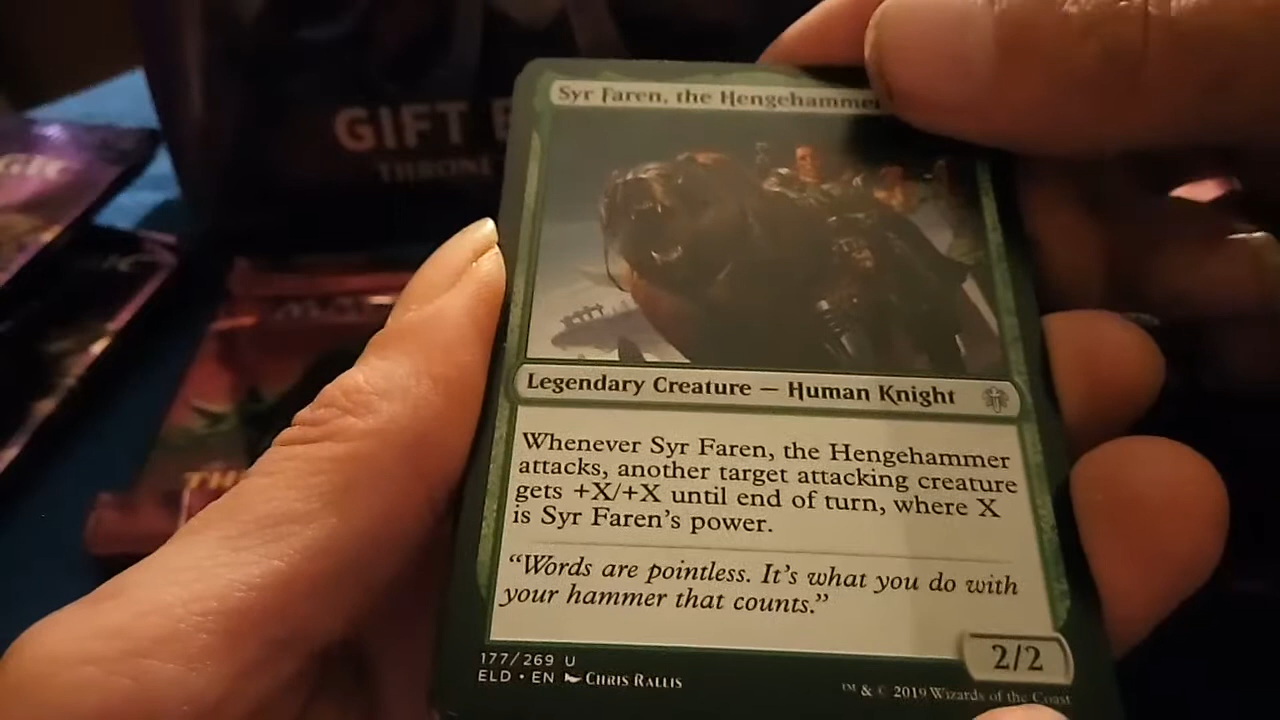 GIFT
THRONE
Syr Faren, the Hengehammer
Legendary Creature — Human Knight
Whenever Syr Faren, the Hengehammer
attacks, another target attacking creature
gets +X/+X until end of turn, where X
is Syr Faren's power.
“Words are pointless. It's what you do with
your hammer that counts.”
2/2
177/269 U
ELD • EN Chris Rallis
™ & © 2019 Wizards of the Coast